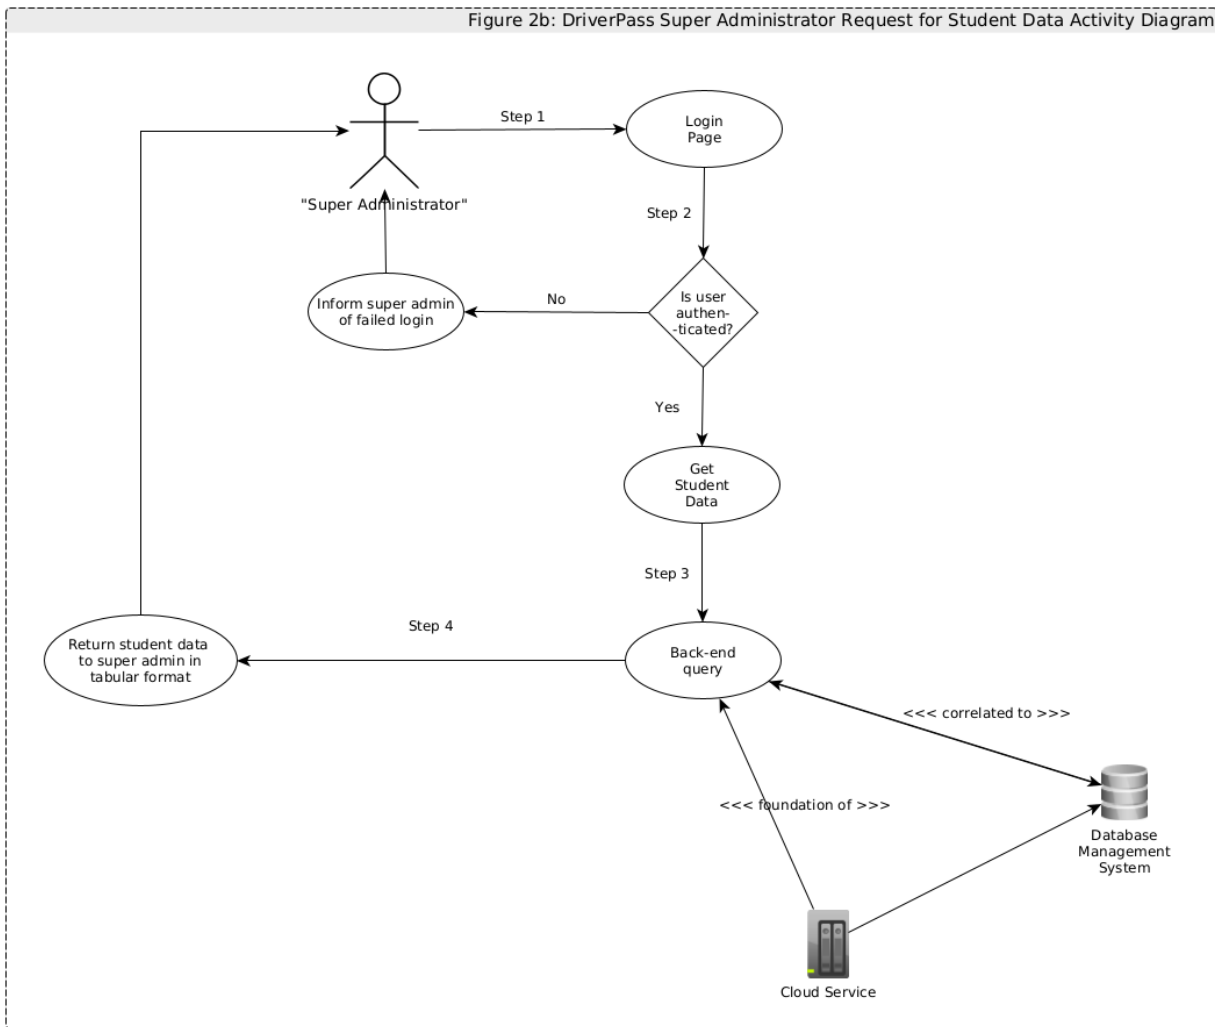 Figure 2b: DriverPass Super Administrator Request for Student Data Activity Diagram
Step 1
Login
Page
"Super Administrator"
Step 2
Is user
authen-
-ticated?
No
Inform super admin
of failed login
Yes
Get
Student
Data
Step 3
Step 4
Back-end
query
Return student data
to super admin in
tabular format
<<< correlated to >>>
<<< foundation of >>>
Database
Management
System
Cloud Service